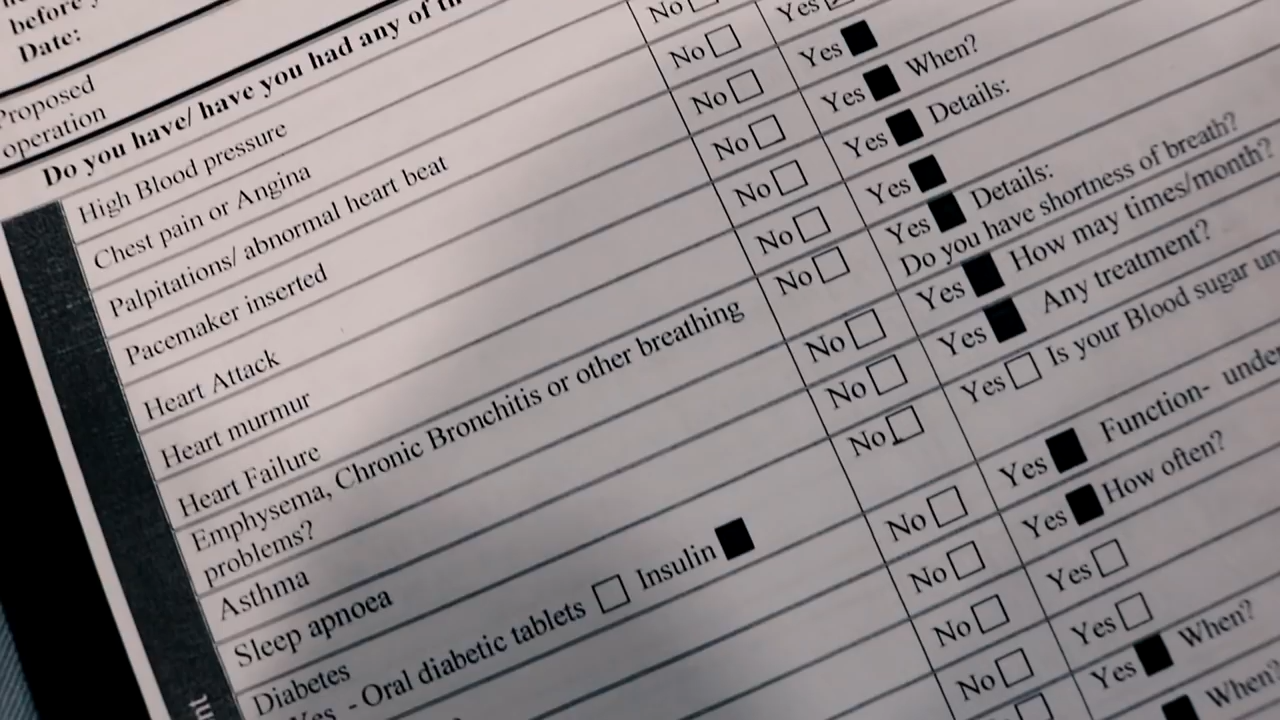 before
Date:
Proposed
operation
Do you have/ have you had any of
No ☐ Yes
High Blood pressure No ☐ Yes ■
Chest pain or Angina No ☐ Yes ■ When?
Palpitations/ abnormal heart beat No ☐ Yes ■ Details:
Pacemaker inserted No ☐ Yes ■
Heart Attack No ☐ Yes ■ Details:
Heart murmur No ☐ Do you have shortness of breath?
Heart Failure Yes ■ How may times/month?
Emphysema, Chronic Bronchitis or other breathing No ☐ Yes ■ Any treatment?
problems?
Asthma No ☐ Yes ☐ Is your Blood sugar
Sleep apnoea No ☐
Diabetes Yes ■ Function-
Yes - Oral diabetic tablets ☐ Insulin ■ No ☐ Yes ■ How often?
No ☐ Yes ☐
No ☐ Yes ☐
No ☐ Yes ■ When?
When?